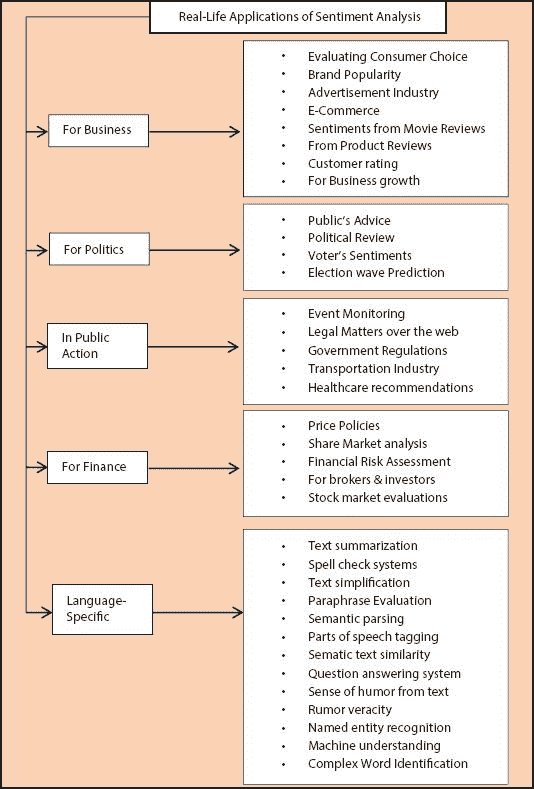 Real-Life Applications of Sentiment Analysis
For Business
• Evaluating Consumer Choice
• Brand Popularity
• Advertisement Industry
• E-Commerce
• Sentiments from Movie Reviews
• From Product Reviews
• Customer rating
• For Business growth
For Politics
• Public's Advice
• Political Review
• Voter's Sentiments
• Election wave Prediction
In Public
Action
• Event Monitoring
• Legal Matters over the web
• Government Regulations
• Transportation Industry
• Healthcare recommendations
For Finance
• Price Policies
• Share Market analysis
• Financial Risk Assessment
• For brokers & investors
• Stock market evaluations
Language-
Specific
• Text summarization
• Spell check systems
• Text simplification
• Paraphrase Evaluation
• Semantic parsing
• Parts of speech tagging
• Sematic text similarity
• Question answering system
• Sense of humor from text
• Rumor veracity
• Named entity recognition
• Machine understanding
• Complex Word Identification